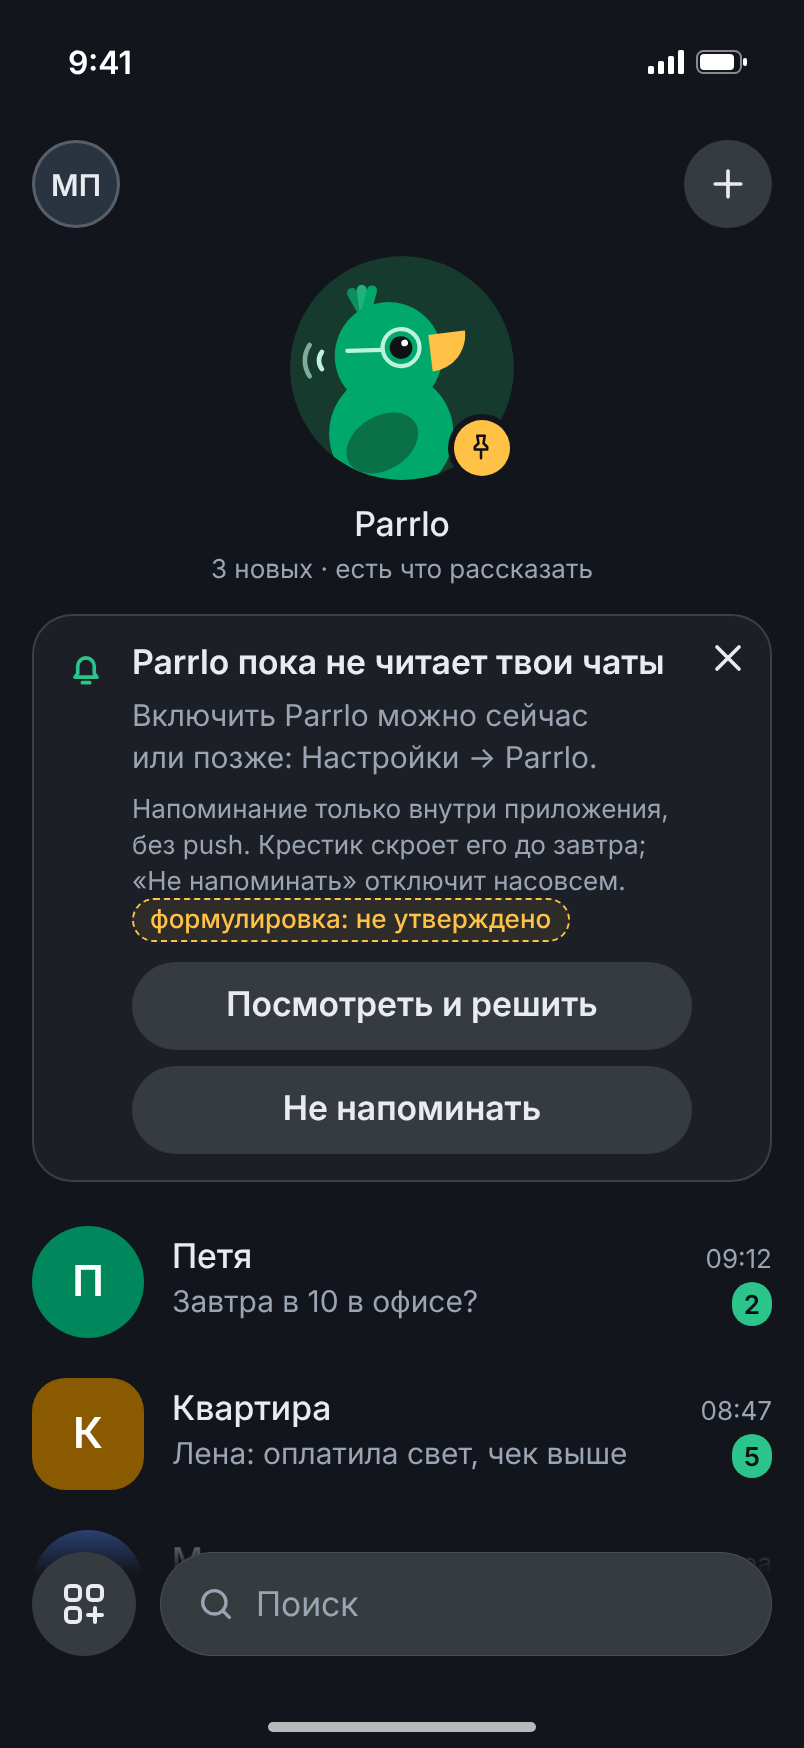 9:41
МП
Parrlo
3 новых · есть что рассказать
Parrlo пока не читает твои чаты
Включить Parrlo можно сейчас
или позже: Настройки → Parrlo.
Напоминание только внутри приложения,
без push. Крестик скроет его до завтра;
«Не напоминать» отключит насовсем.
формулировка: не утверждено
Посмотреть и решить
Не напоминать
П
Петя
09:12
Завтра в 10 в офисе?
2
К
Квартира
08:47
Лена: оплатила свет, чек выше
5
Поиск